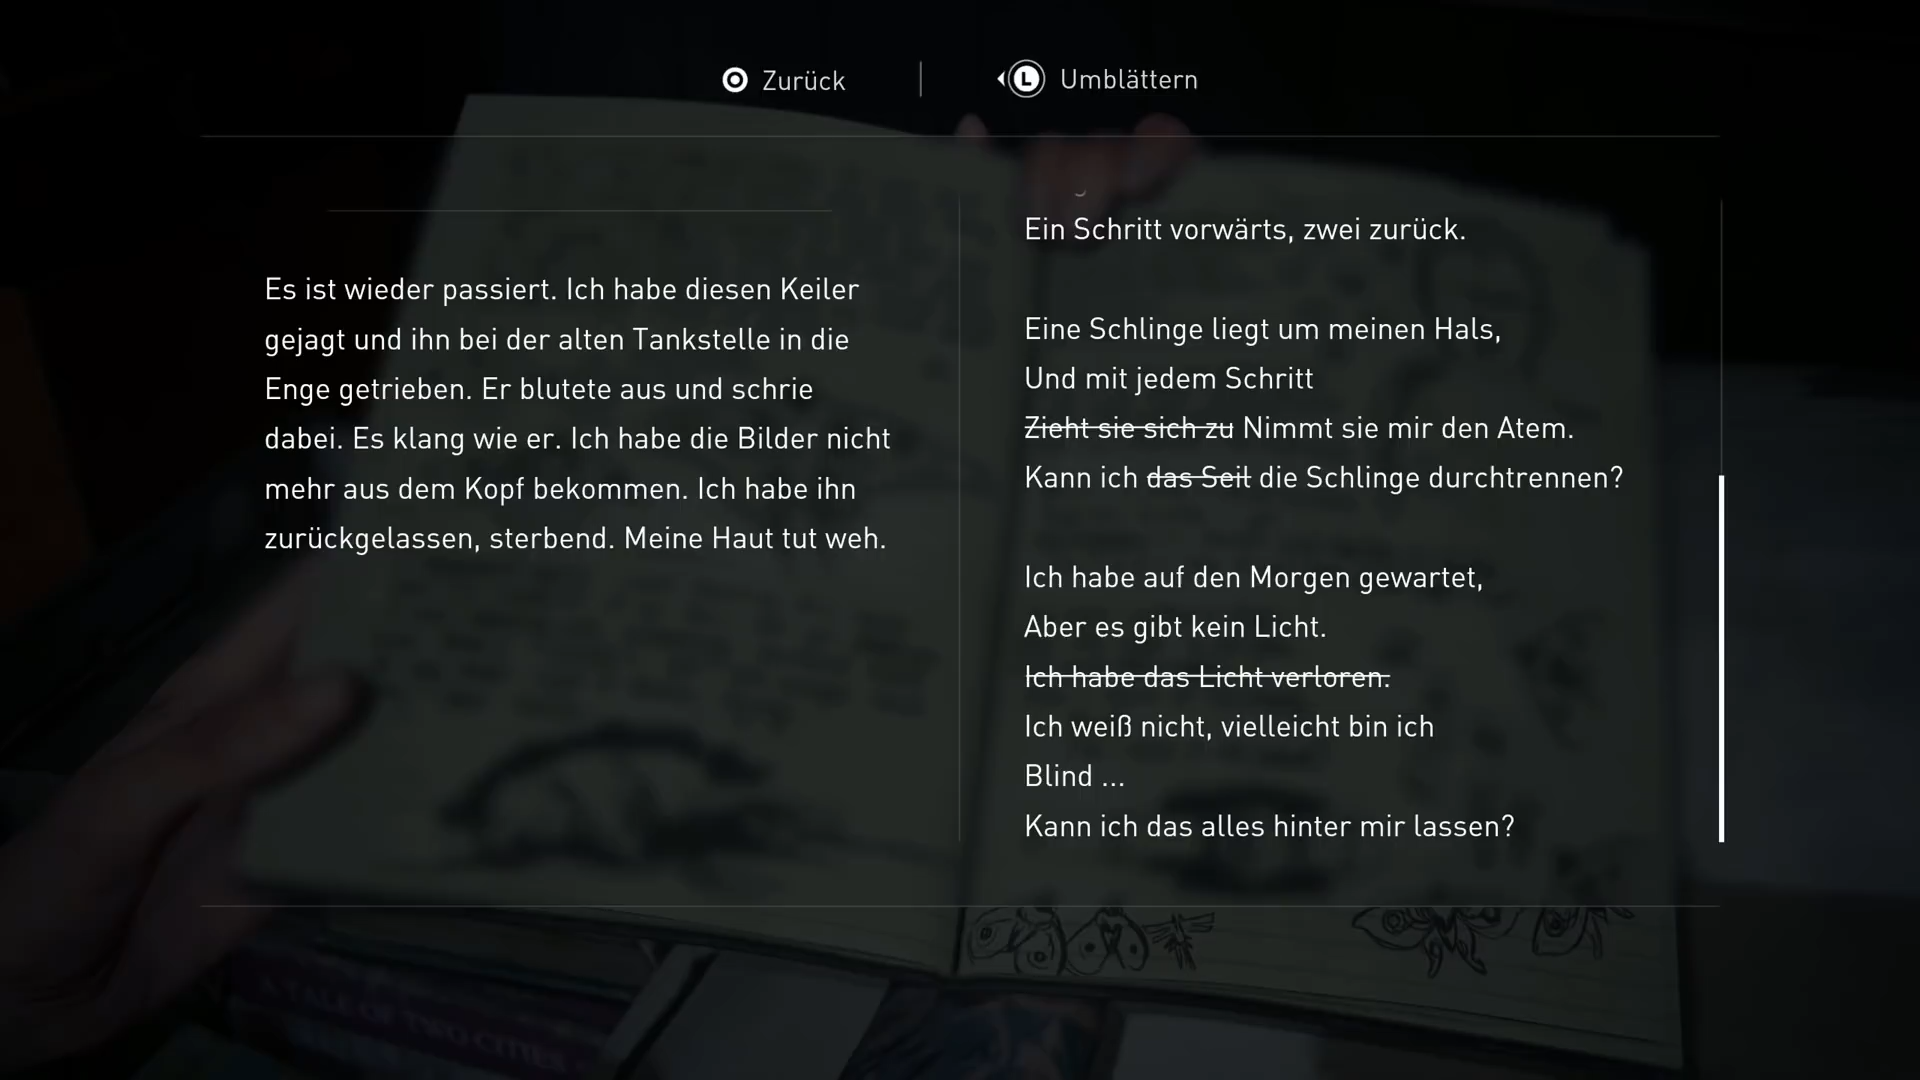 Zurück
L Umblättern
Es ist wieder passiert. Ich habe diesen Keiler
gejagt und ihn bei der alten Tankstelle in die
Enge getrieben. Er blutete aus und schrie
dabei. Es klang wie er. Ich habe die Bilder nicht
mehr aus dem Kopf bekommen. Ich habe ihn
zurückgelassen, sterbend. Meine Haut tut weh.
Ein Schritt vorwärts, zwei zurück.
Eine Schlinge liegt um meinen Hals,
Und mit jedem Schritt
Zieht sie sich zu Nimmt sie mir den Atem.
Kann ich das Seil die Schlinge durchtrennen?
Ich habe auf den Morgen gewartet,
Aber es gibt kein Licht.
Ich habe das Licht verloren.
Ich weiß nicht, vielleicht bin ich
Blind ...
Kann ich das alles hinter mir lassen?
A TALE OF TWO CITIES